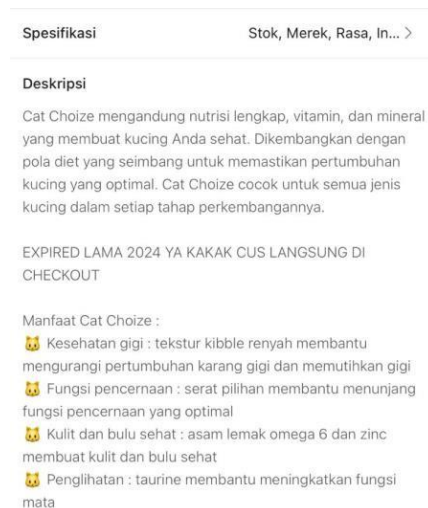 Spesifikasi Stok, Merek, Rasa, In... >
Deskripsi
Cat Choize mengandung nutrisi lengkap, vitamin, dan mineral
yang membuat kucing Anda sehat. Dikembangkan dengan
pola diet yang seimbang untuk memastikan pertumbuhan
kucing yang optimal. Cat Choize cocok untuk semua jenis
kucing dalam setiap tahap perkembangannya.
EXPIRED LAMA 2024 YA KAKAK CUS LANGSUNG DI
CHECKOUT
Manfaat Cat Choize :
🐱 Kesehatan gigi : tekstur kibble renyah membantu
mengurangi pertumbuhan karang gigi dan memutihkan gigi
🐱 Fungsi pencernaan : serat pilihan membantu menunjang
fungsi pencernaan yang optimal
🐱 Kulit dan bulu sehat : asam lemak omega 6 dan zinc
membuat kulit dan bulu sehat
🐱 Penglihatan : taurine membantu meningkatkan fungsi
mata